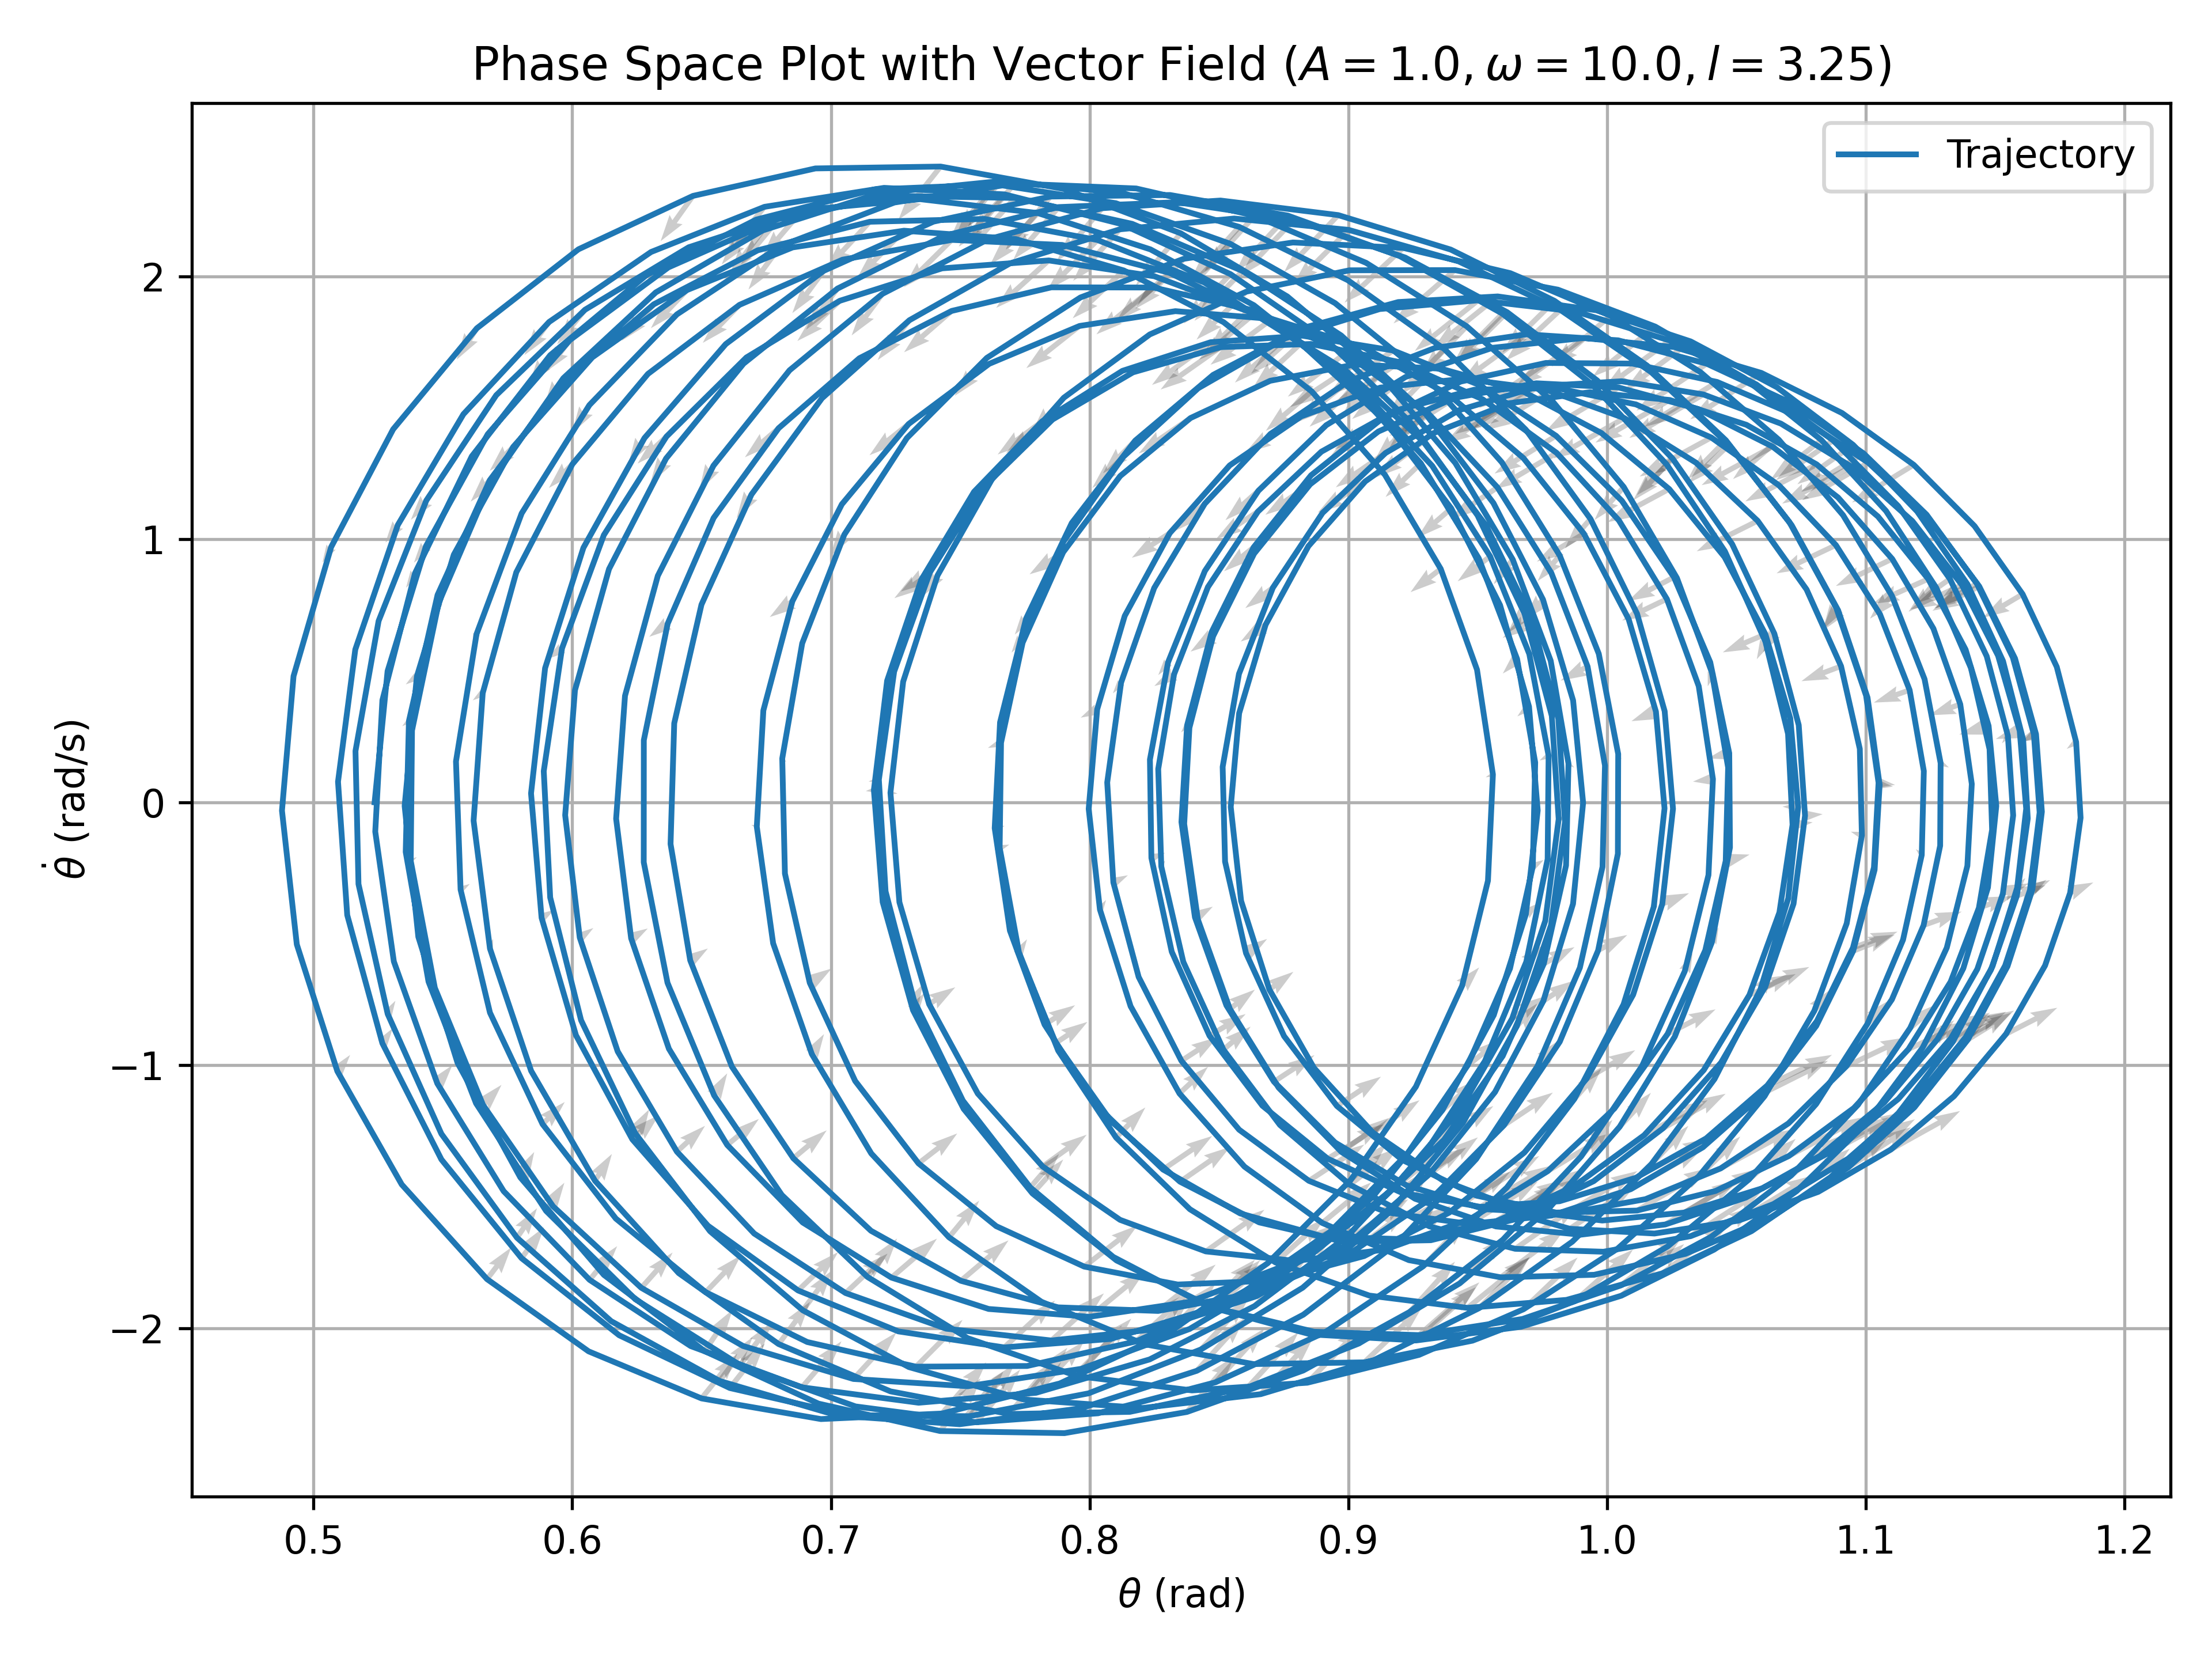 Phase Space Plot with Vector Field (A = 1.0, ω = 10.0, l = 3.25)
Trajectory
2
1
0
−1
−2
θ̇ (rad/s)
0.5 0.6 0.7 0.8 0.9 1.0 1.1 1.2
θ (rad)